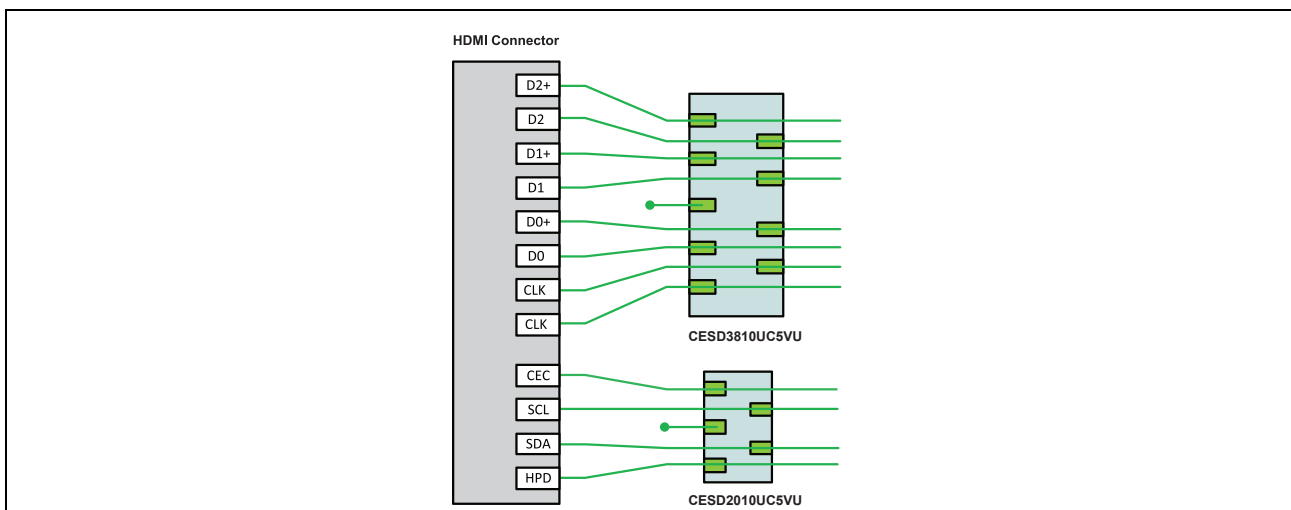 HDMI Connector
D2+
D2
D1+
D1
D0+
D0
CLK
CLK
CESD3810UC5VU
CEC
SCL
SDA
HPD
CESD2010UC5VU